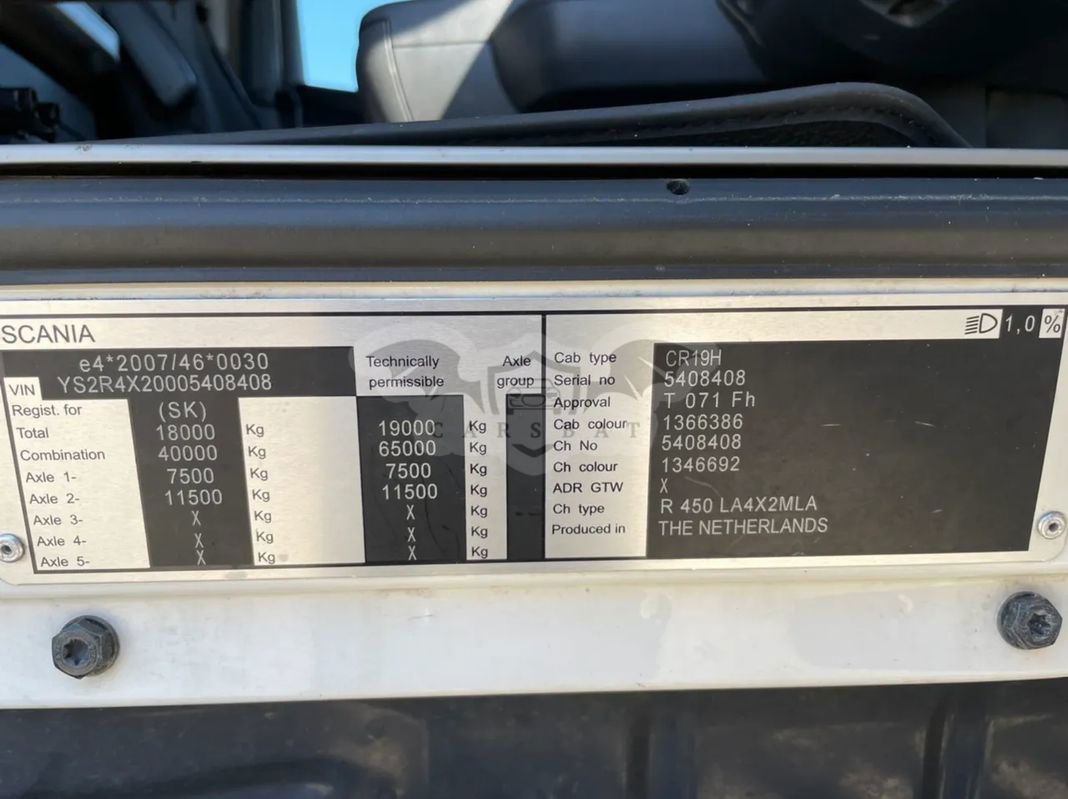 SCANIA
1,0 %
e4*2007/46*0030
VIN YS2R4X20005408408
Technically permissible
Axle group
Regist. for (SK)
Total 18000 Kg 19000 Kg
Combination 40000 Kg 65000 Kg
Axle 1- 7500 Kg 7500 Kg
Axle 2- 11500 Kg 11500 Kg
Axle 3- X Kg X Kg
Axle 4- X Kg X Kg
Axle 5- X Kg X Kg
Cab type CR19H
Serial no 5408408
Approval T 071 Fh
Cab colour 1366386
Ch No 5408408
Ch colour 1346692
ADR GTW X
Ch type R 450 LA4X2MLA
Produced in THE NETHERLANDS
CARSBAT